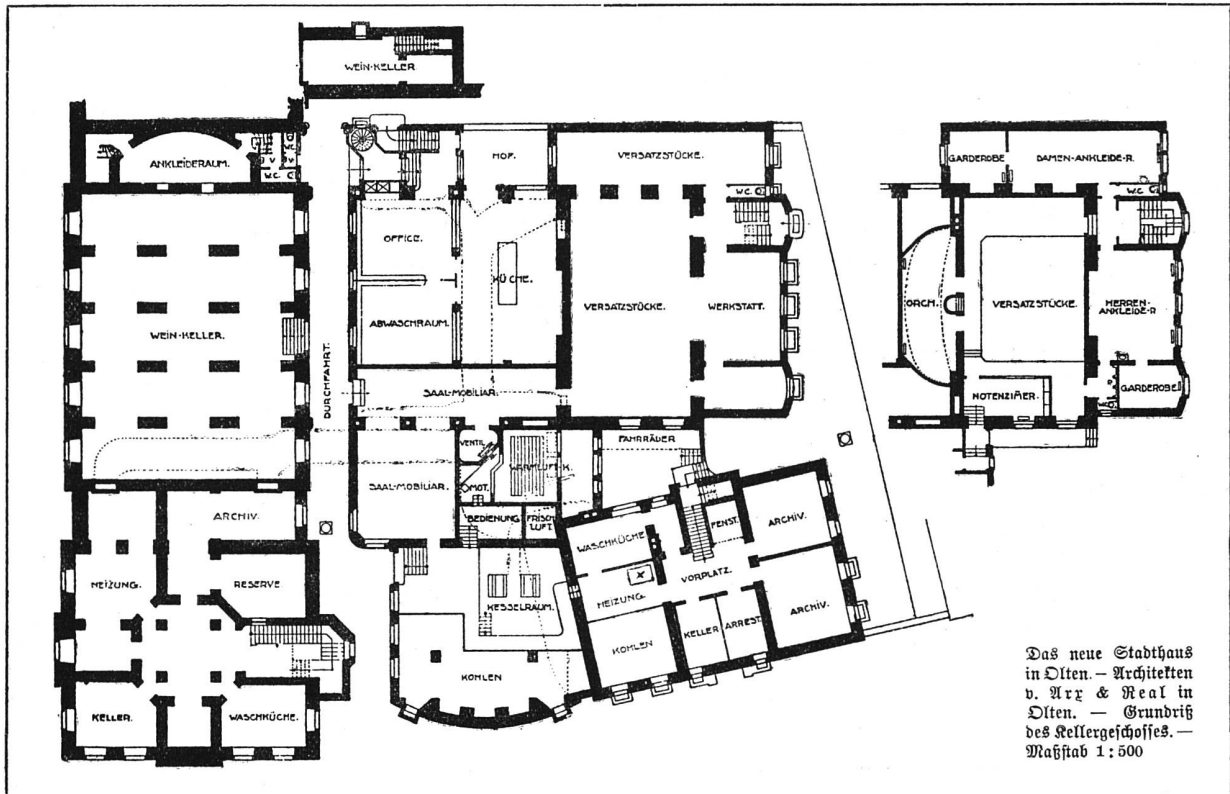 WEIN-KELLER.
ANKLEIDERAUM.
W.C.
HOF.
VERSATZSTÜCKE.
W.C.
GARDEROBE
DAMEN-ANKLEIDE-R.
W.C.
OFFICE.
KÜCHE.
ABWASCHRAUM.
VERSATZSTÜCKE.
WERKSTATT.
ORCH.
VERSATZSTÜCKE.
HERREN-
ANKLEIDE-R
WEIN-KELLER.
DURCHFAHRT.
SAAL-MOBILIAR.
NOTENZIMER.
GARDEROBE
VENTIL.
FAHRRÄDER
WARMLUFT-K.
SAAL-MOBILIAR.
MOT.
BEDIENUNG
FRISCH
LUFT.
ARCHIV.
WASCHKÜCHE
FENST.
ARCHIV.
HEIZUNG.
RESERVE
KESSELRAUM.
VORPLATZ.
HEIZUNG.
ARCHIV.
KOHLEN
KELLER
ARREST.
KOHLEN
KELLER.
WASCHKÜCHE.
Das neue Stadthaus
in Olten. – Architekten
v. Arx & Real in
Olten. — Grundriß
des Kellergeschosses. —
Maßstab 1:500